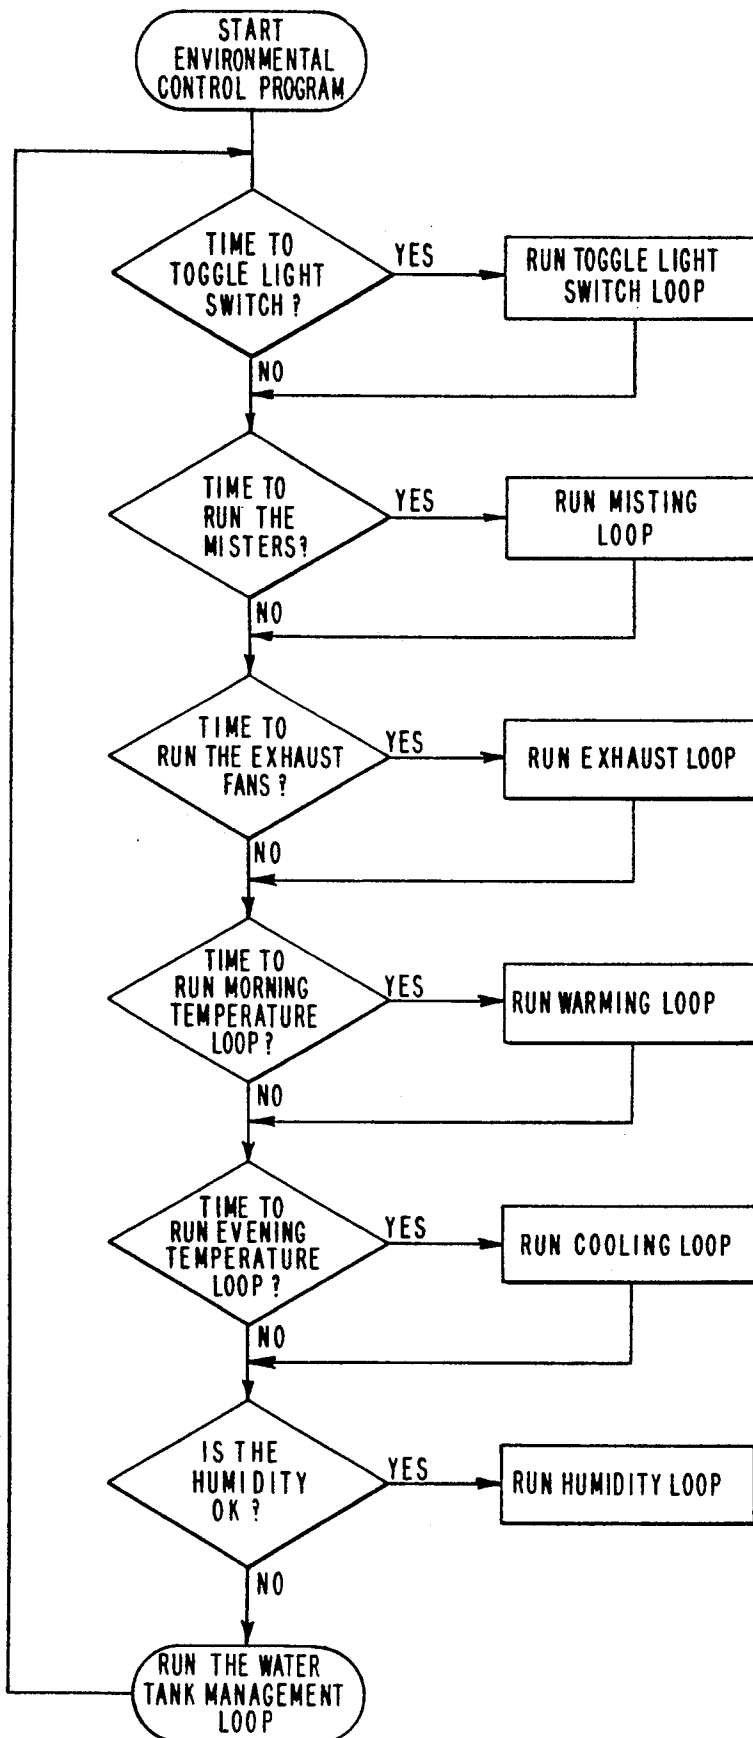 START
ENVIRONMENTAL
CONTROL PROGRAM
TIME TO
TOGGLE LIGHT
SWITCH?
YES
RUN TOGGLE LIGHT
SWITCH LOOP
NO
TIME TO
RUN THE
MISTERS?
YES
RUN MISTING
LOOP
NO
TIME TO
RUN THE EXHAUST
FANS?
YES
RUN EXHAUST LOOP
NO
TIME TO
RUN MORNING
TEMPERATURE
LOOP?
YES
RUN WARMING LOOP
NO
TIME TO
RUN EVENING
TEMPERATURE
LOOP?
YES
RUN COOLING LOOP
NO
IS THE
HUMIDITY
OK?
YES
RUN HUMIDITY LOOP
NO
RUN THE WATER
TANK MANAGEMENT
LOOP